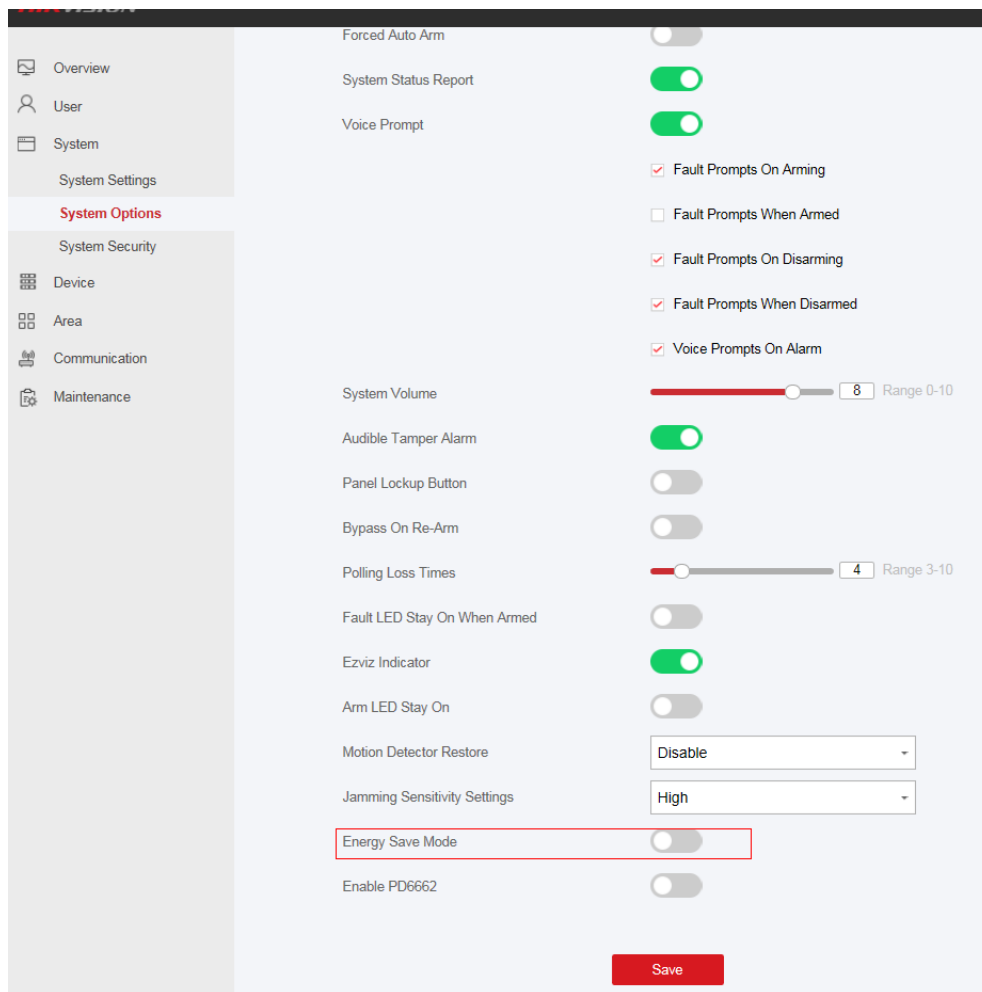 Forced Auto Arm
Overview
System Status Report
User
Voice Prompt
System
Fault Prompts On Arming
System Settings
System Options
Fault Prompts When Armed
System Security
Fault Prompts On Disarming
Device
Fault Prompts When Disarmed
Area
Voice Prompts On Alarm
Communication
System Volume 8 Range 0-10
Maintenance
Audible Tamper Alarm
Panel Lockup Button
Bypass On Re-Arm
Polling Loss Times 4 Range 3-10
Fault LED Stay On When Armed
Ezviz Indicator
Arm LED Stay On
Motion Detector Restore Disable
Jamming Sensitivity Settings High
Energy Save Mode
Enable PD6662
Save